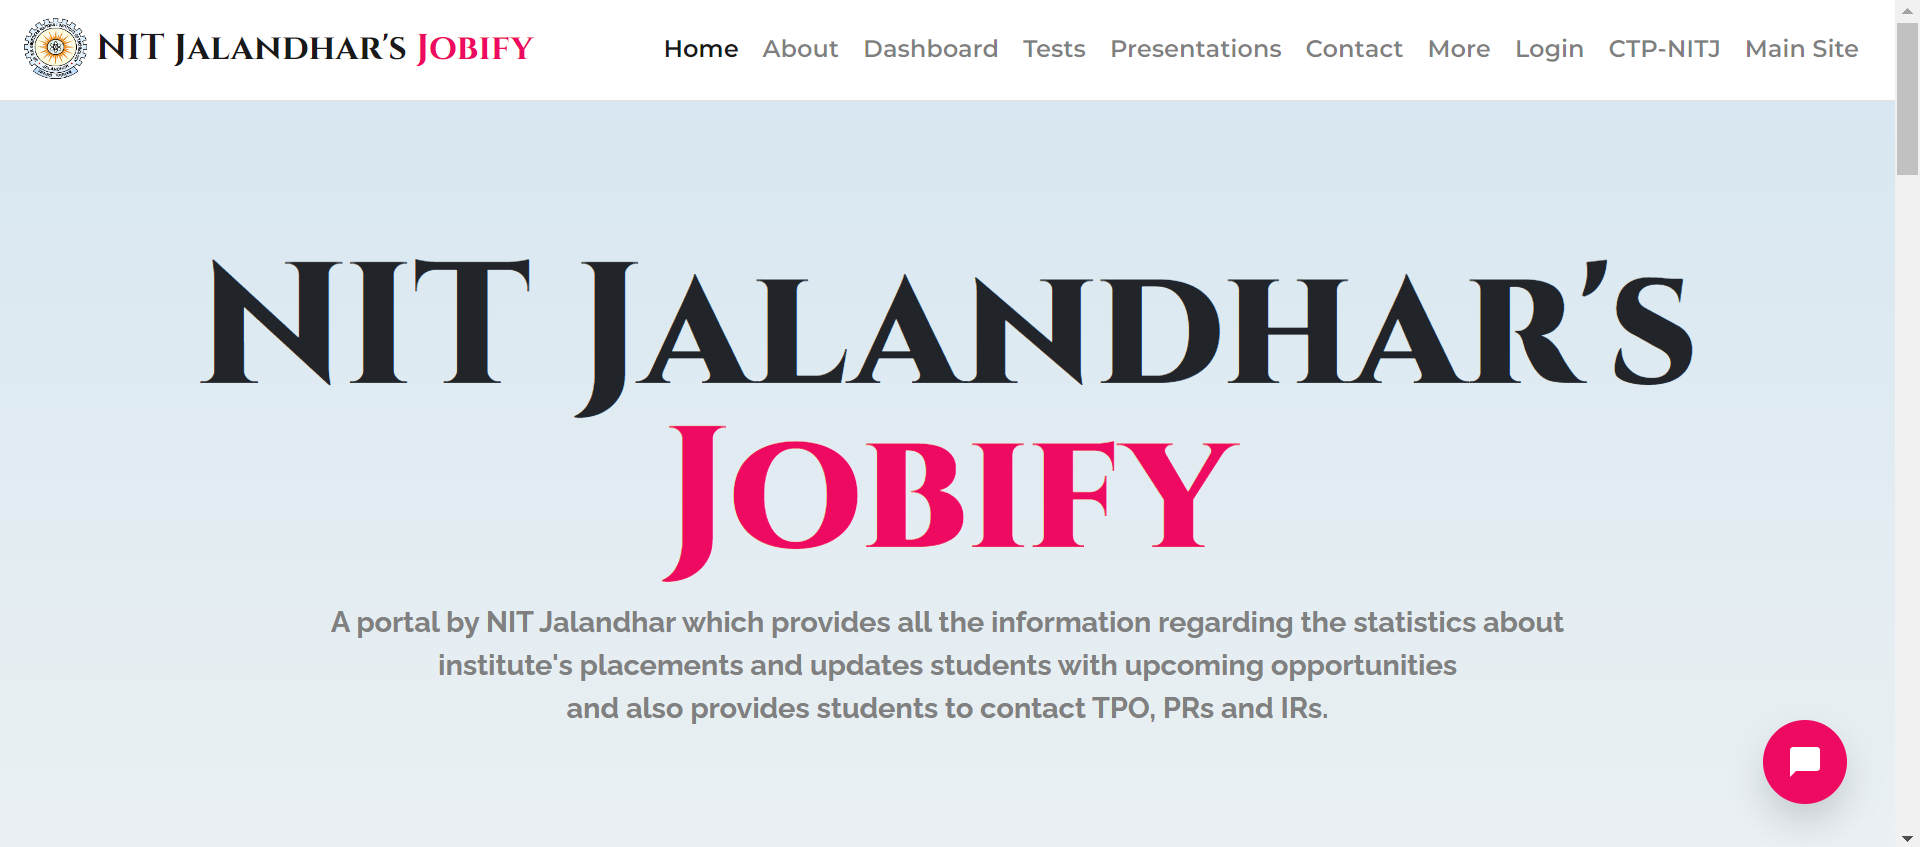 NIT JALANDHAR'S JOBIFY
Home About Dashboard Tests Presentations Contact More Login CTP-NITJ Main Site
NIT JALANDHAR'S
JOBIFY
A portal by NIT Jalandhar which provides all the information regarding the statistics about
institute's placements and updates students with upcoming opportunities
and also provides students to contact TPO, PRs and IRs.